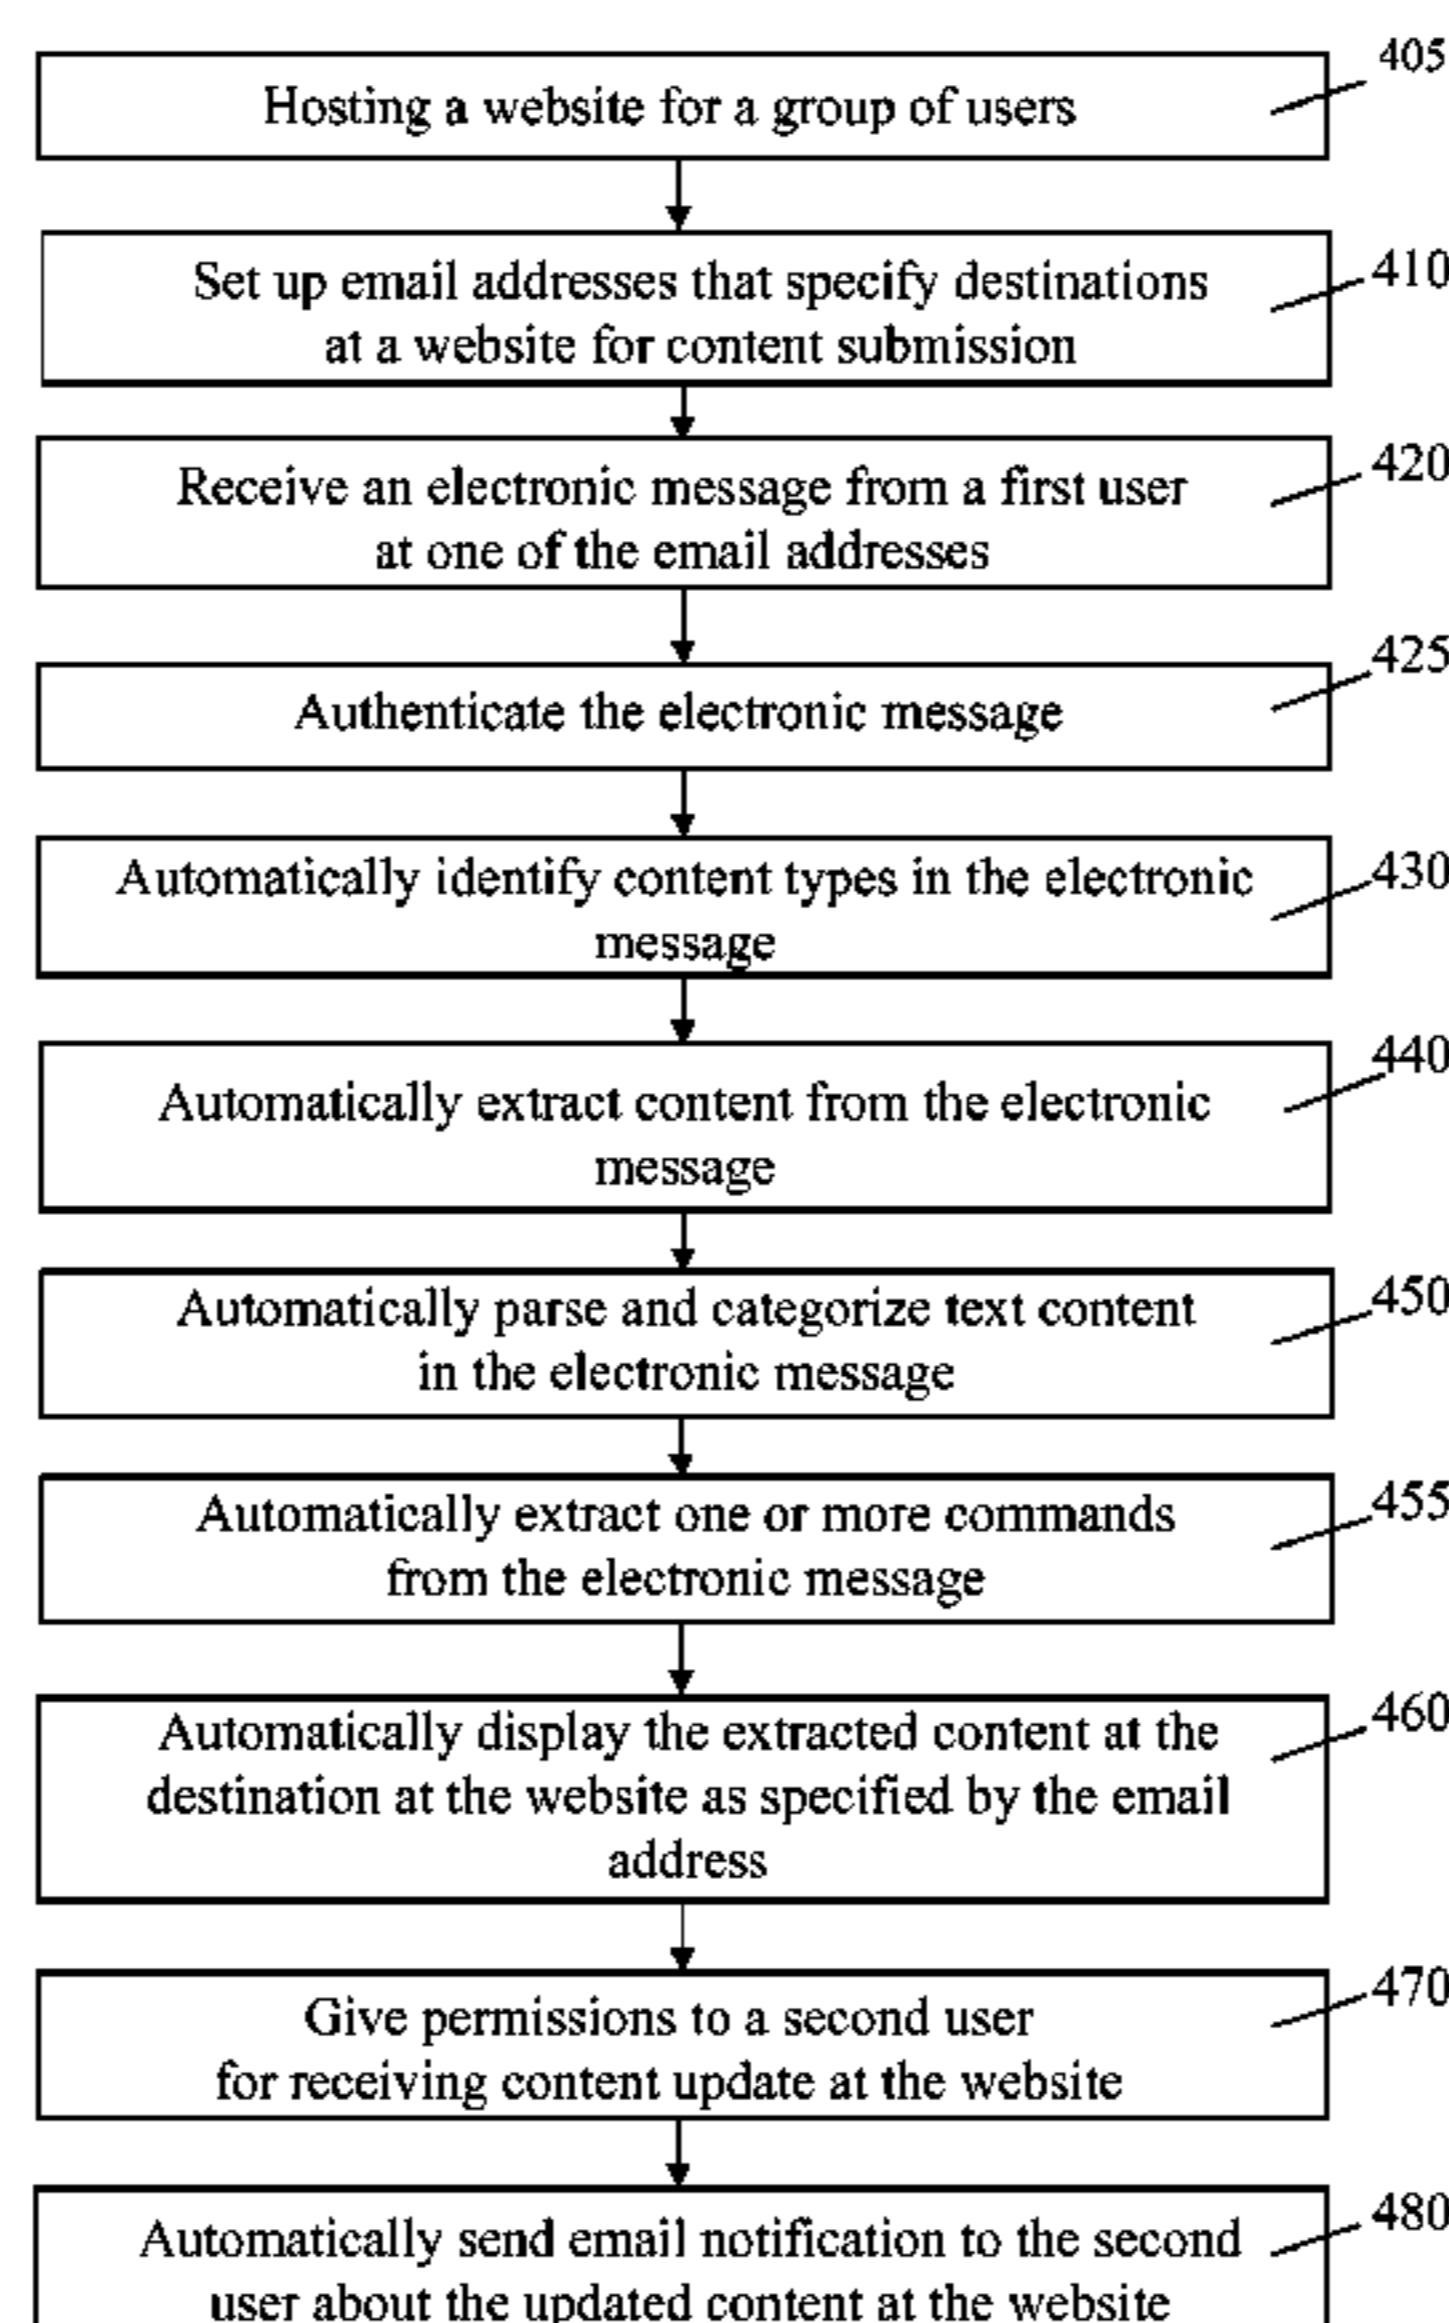 405
Hosting a website for a group of users
410
Set up email addresses that specify destinations
at a website for content submission
420
Receive an electronic message from a first user
at one of the email addresses
425
Authenticate the electronic message
430
Automatically identify content types in the electronic
message
440
Automatically extract content from the electronic
message
450
Automatically parse and categorize text content
in the electronic message
455
Automatically extract one or more commands
from the electronic message
460
Automatically display the extracted content at the
destination at the website as specified by the email
address
470
Give permissions to a second user
for receiving content update at the website
480
Automatically send email notification to the second
user about the updated content at the website